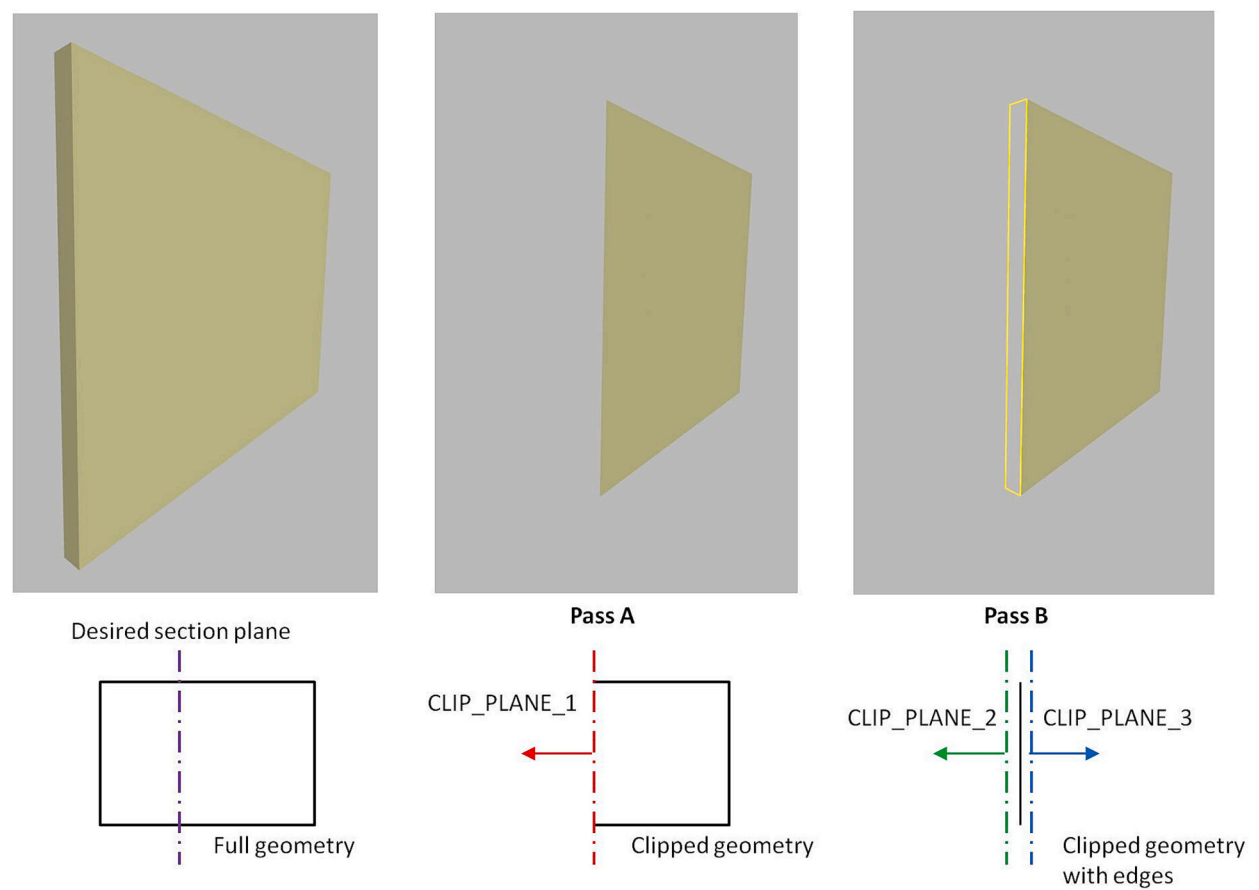 Desired section plane
Full geometry
Pass A
CLIP_PLANE_1
Clipped geometry
Pass B
CLIP_PLANE_2
CLIP_PLANE_3
Clipped geometry
with edges